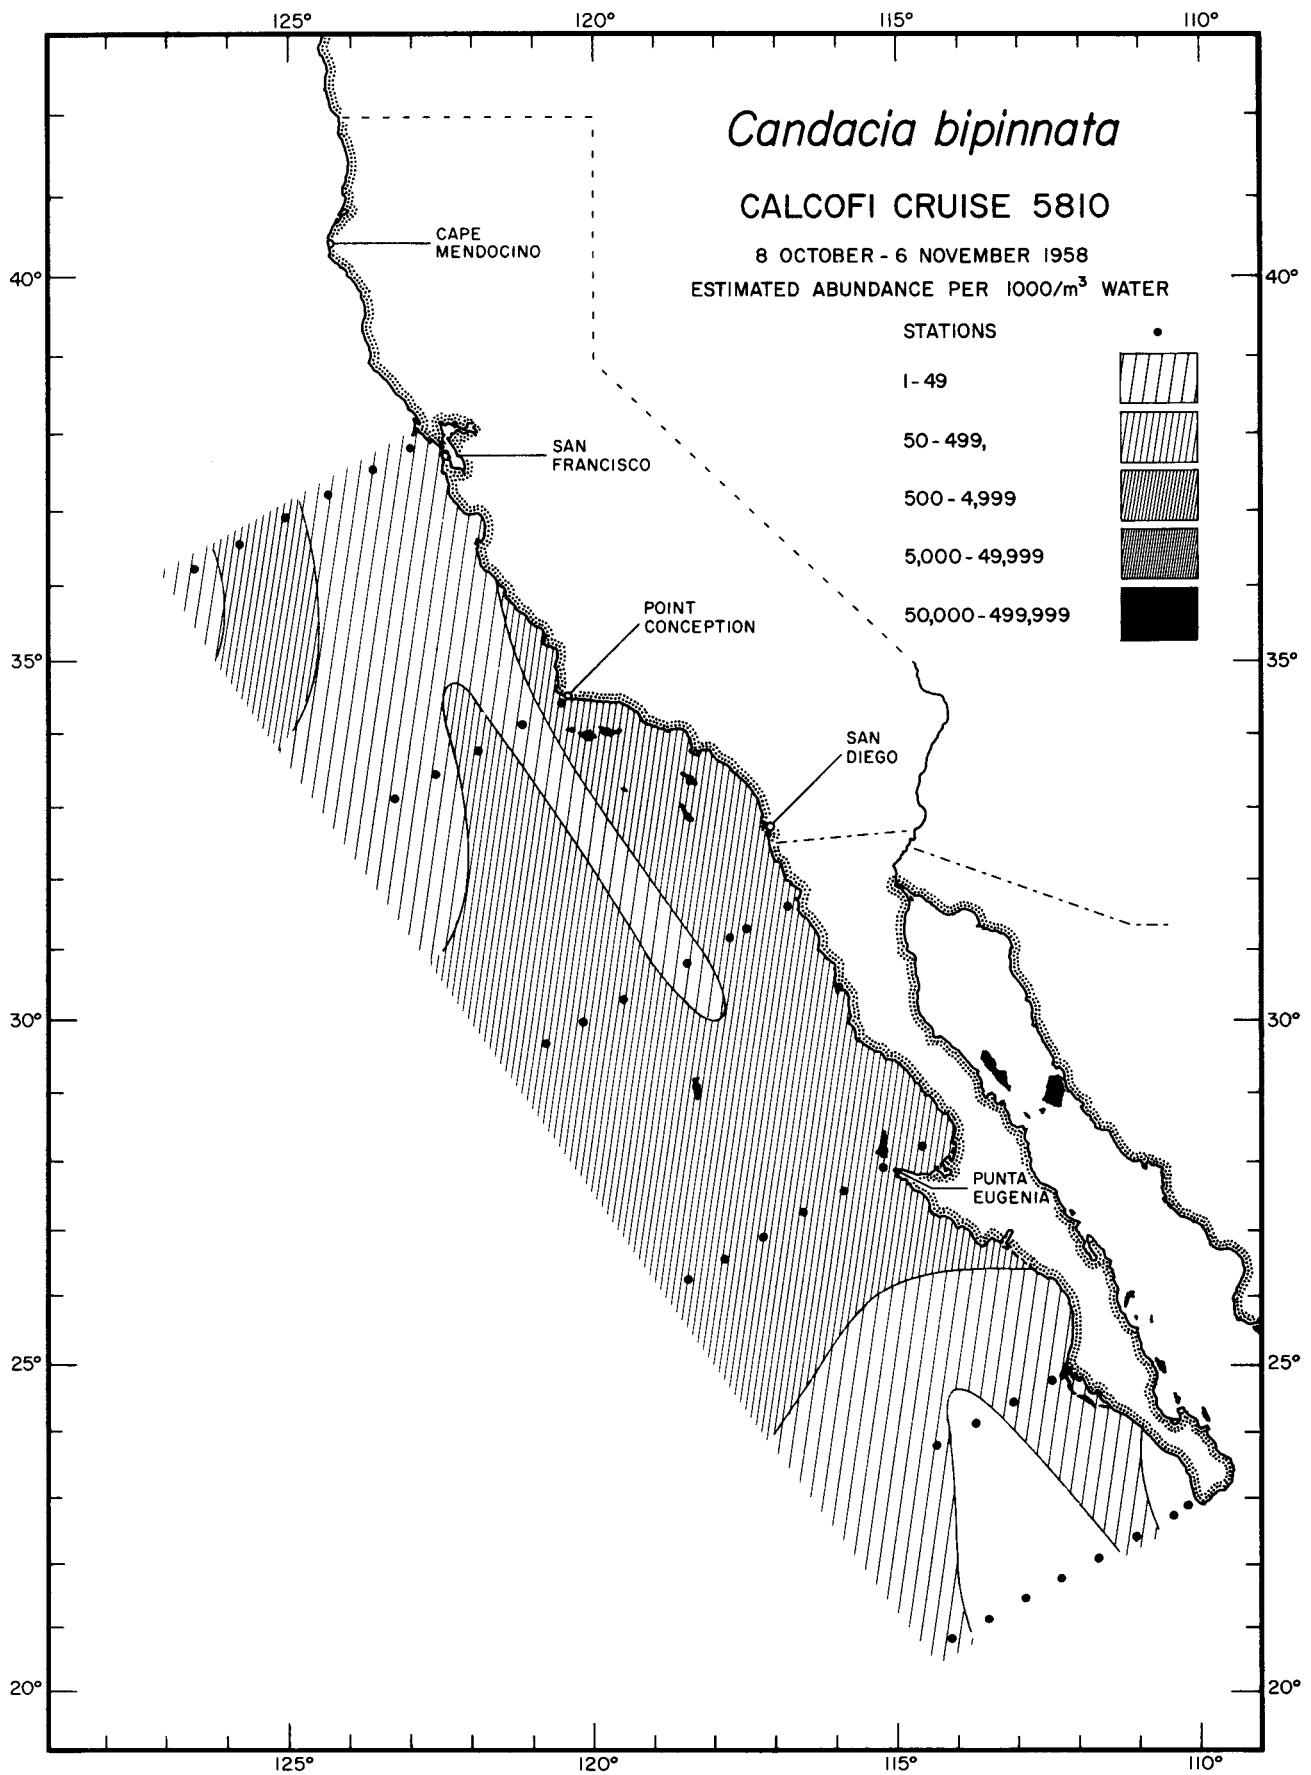 125° 120° 115° 110°
Candacia bipinnata
CALCOFI CRUISE 5810
8 OCTOBER - 6 NOVEMBER 1958
ESTIMATED ABUNDANCE PER 1000/m³ WATER
STATIONS
1-49
50-499,
500-4,999
5,000-49,999
50,000-499,999
CAPE
MENDOCINO
40° 40°
SAN
FRANCISCO
POINT
CONCEPTION
35° 35°
SAN
DIEGO
30° 30°
PUNTA
EUGENIA
25° 25°
20° 20°
125° 120° 115° 110°